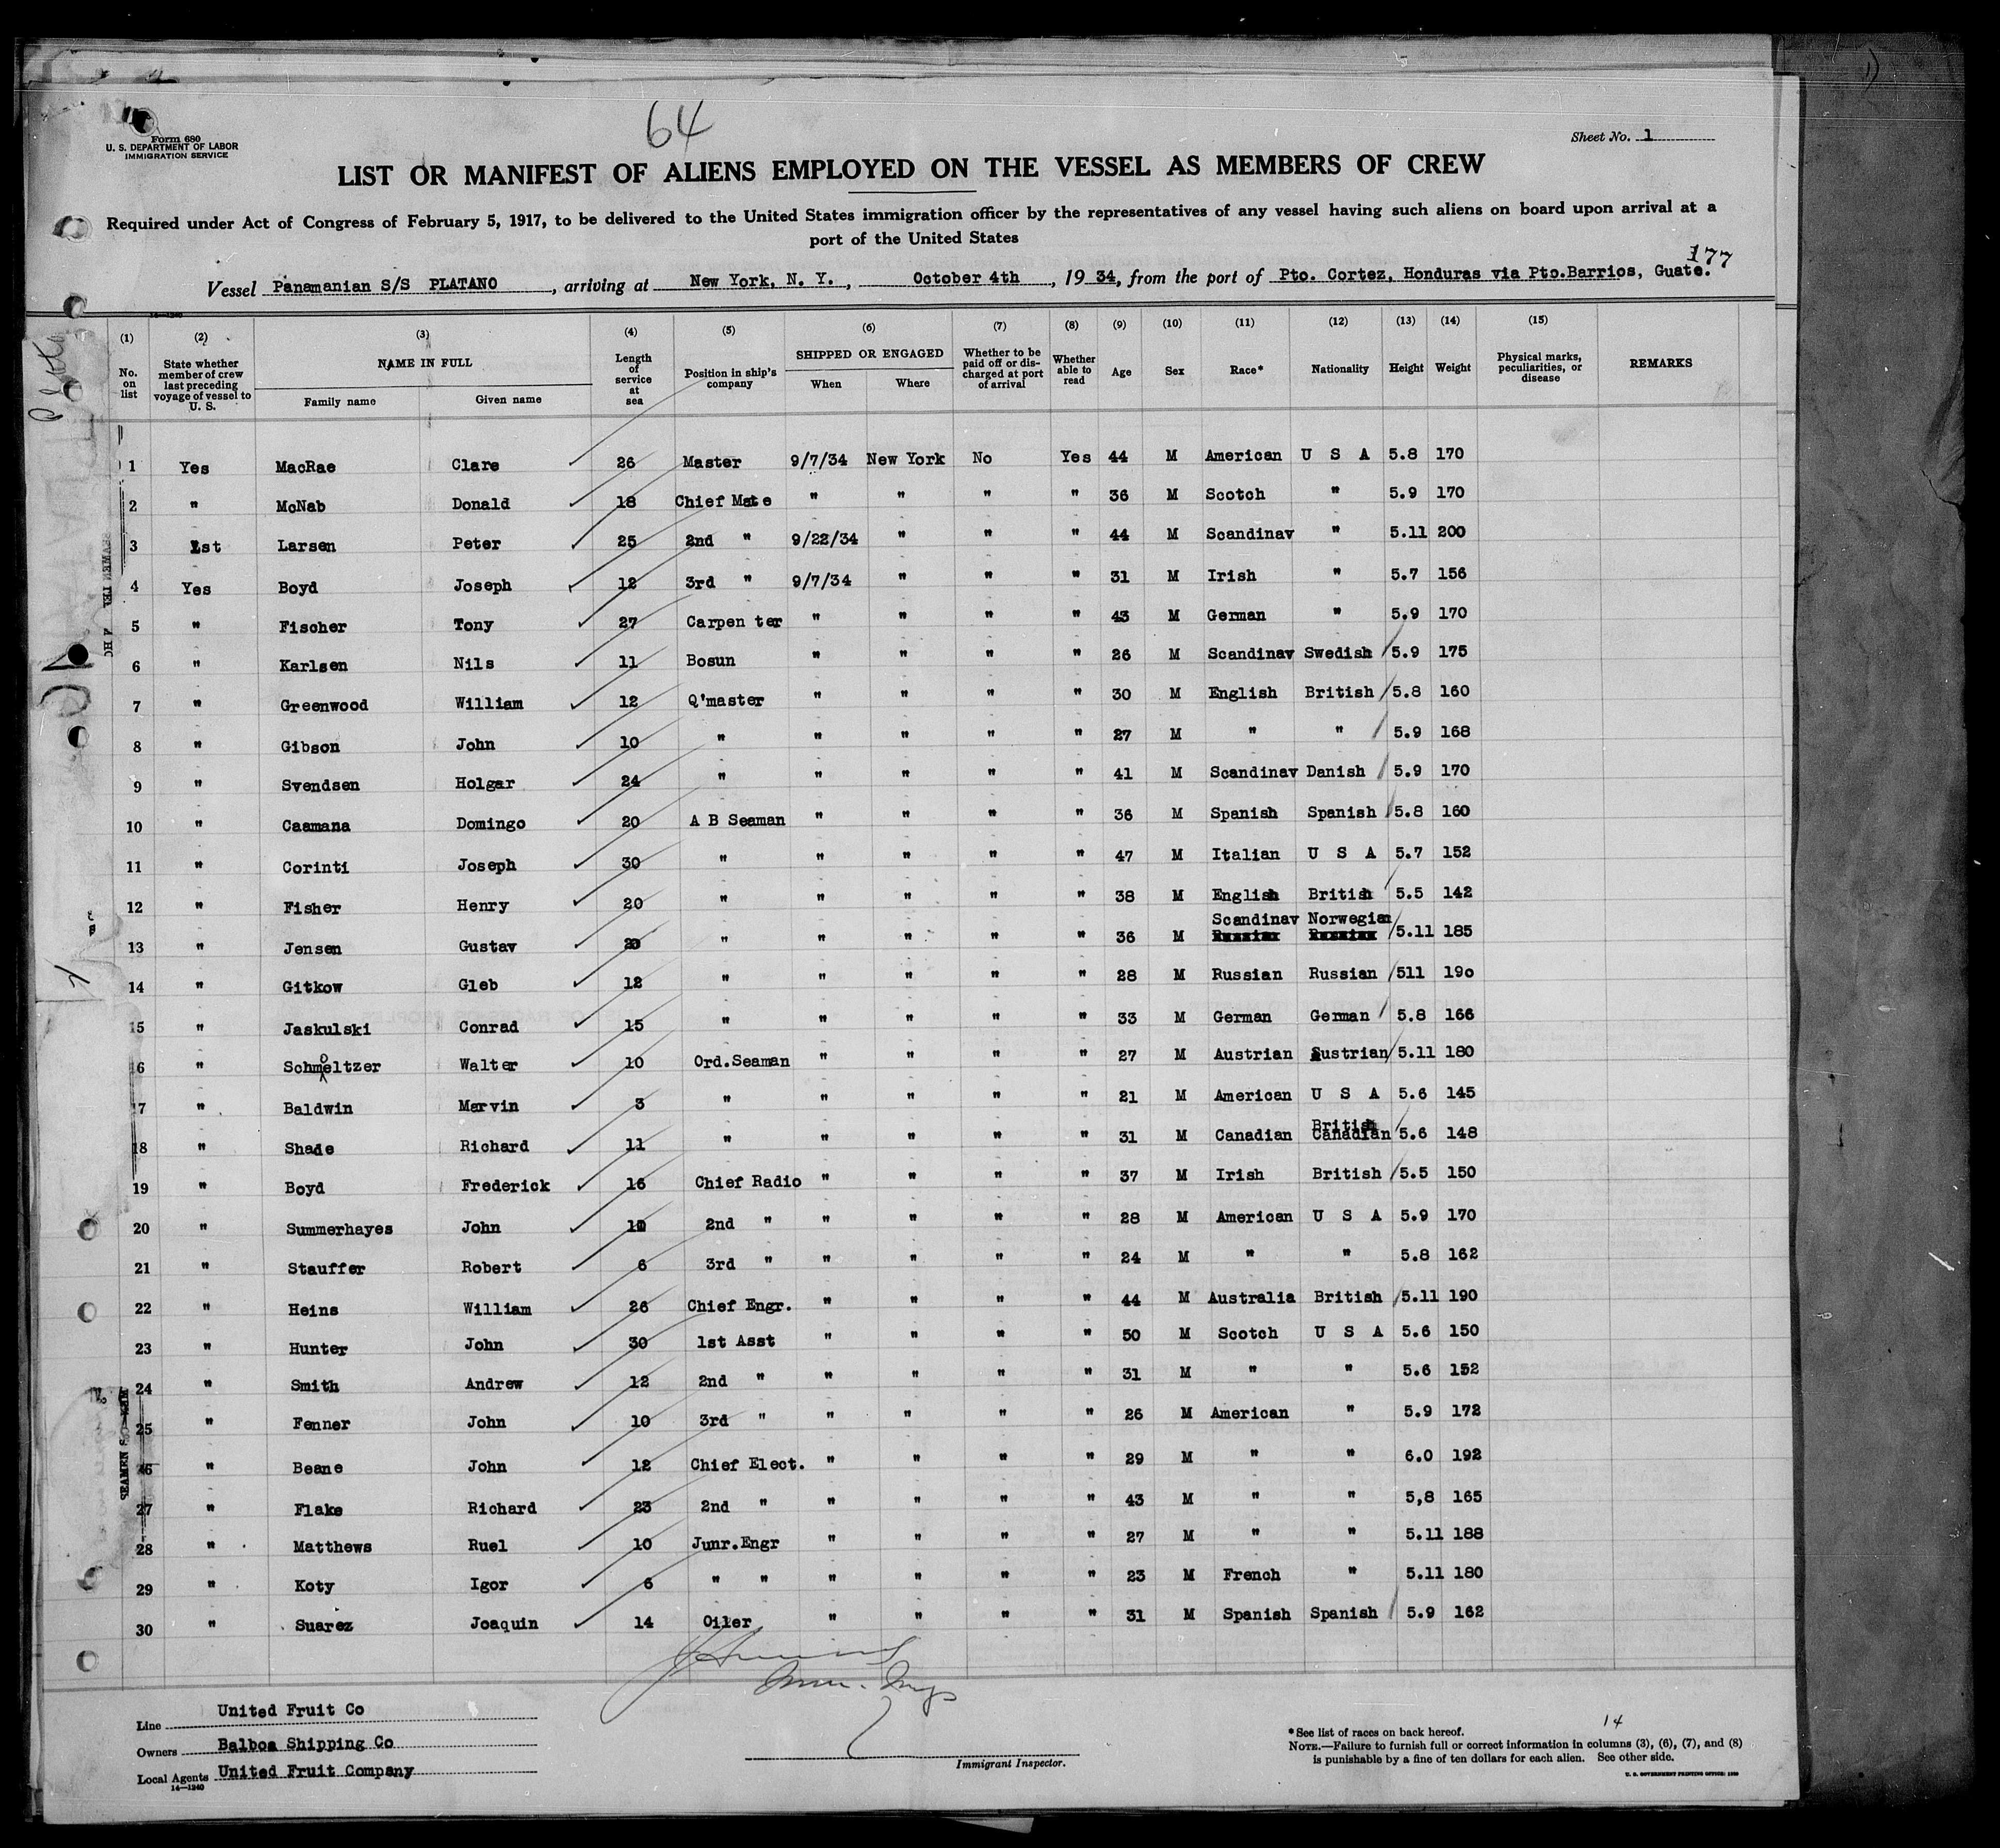 64
Form 680
U. S. DEPARTMENT OF LABOR
IMMIGRATION SERVICE
Sheet No. 1
LIST OR MANIFEST OF ALIENS EMPLOYED ON THE VESSEL AS MEMBERS OF CREW
Required under Act of Congress of February 5, 1917, to be delivered to the United States immigration officer by the representatives of any vessel having such aliens on board upon arrival at a
port of the United States
177
Vessel Panamanian S/S PLATANO, arriving at New York, N. Y., October 4th, 1934, from the port of Pto. Cortez, Honduras via Pto.Barrios, Guate.
(1) (2) (3) (4) (5) (6) (7) (8) (9) (10) (11) (12) (13) (14) (15)
No. on list State whether member of crew last preceding voyage of vessel to U. S. NAME IN FULL Family name Given name Length of service at sea Position in ship's company SHIPPED OR ENGAGED When Where Whether to be paid off or discharged at port of arrival Whether able to read Age Sex Race* Nationality Height Weight Physical marks, peculiarities, or disease REMARKS
1 Yes MacRae Clare 26 Master 9/7/34 New York No Yes 44 M American U S A 5.8 170
2 " McNab Donald 18 Chief Mate " " " " 36 M Scotch " 5.9 170
3 1st Larsen Peter 25 2nd " 9/22/34 " " " 44 M Scandinav " 5.11 200
4 Yes Boyd Joseph 12 3rd " 9/7/34 " " " 31 M Irish " 5.7 156
5 " Fischer Tony 27 Carpen ter " " " " 43 M German " 5.9 170
6 " Karlsen Nils 11 Bosun " " " " 26 M Scandinav Swedish 5.9 175
7 " Greenwood William 12 Q'master " " " " 30 M English British 5.8 160
8 " Gibson John 10 " " " " " 27 M " " 5.9 168
9 " Svendsen Holgar 24 " " " " " 41 M Scandinav Danish 5.9 170
10 " Caamana Domingo 20 A B Seaman " " " " 36 M Spanish Spanish 5.8 160
11 " Corinti Joseph 30 " " " " " 47 M Italian U S A 5.7 152
12 " Fisher Henry 20 " " " " " 38 M English British 5.5 142
Scandinav Norwegian
13 " Jensen Gustav 20 " " " " " 36 M Russian Russian 5.11 185
14 " Gitkow Gleb 12 " " " " " 28 M Russian Russian 511 19o
15 " Jaskulski Conrad 15 " " " " " 33 M German German 5.8 166
16 " Schmoeltzer Walter 10 Ord.Seaman " " " " 27 M Austrian Austrian 5.11 180
17 " Baldwin Marvin 3 " " " " " 21 M American U S A 5.6 145
British
18 " Shade Richard 11 " " " " " 31 M Canadian Canadian 5.6 148
19 " Boyd Frederick 16 Chief Radio " " " " 37 M Irish British 5.5 150
20 " Summerhayes John 2nd " " " " " 28 M American U S A 5.9 170
21 " Stauffer Robert 6 3rd " " " " " 24 M " " 5.8 162
22 " Heins William 26 Chief Engr. " " " " 44 M Australia British 5.11 190
23 " Hunter John 30 1st Asst " " " " 50 M Scotch U S A 5.6 150
24 " Smith Andrew 12 2nd " " " " " 31 M " " 5.6 152
25 " Fenner John 10 3rd " " " " " 26 M American " 5.9 172
26 " Beane John 12 Chief Elect. " " " " 29 M " " 6.0 192
27 " Flake Richard 23 2nd " " " " " 43 M " " 5,8 165
28 " Matthews Ruel 10 Junr.Engr " " " " 27 M " " 5.11 188
29 " Koty Igor 6 " " " " " " 23 M French " 5.11 180
30 " Suarez Joaquin 14 Oiler " " " " 31 M Spanish Spanish 5.9 162
Line United Fruit Co
Owners Balboa Shipping Co
Local Agents United Fruit Company
14—1240
Immigrant Inspector.
14
*See list of races on back hereof.
NOTE.—Failure to furnish full or correct information in columns (3), (6), (7), and (8)
is punishable by a fine of ten dollars for each alien. See other side.